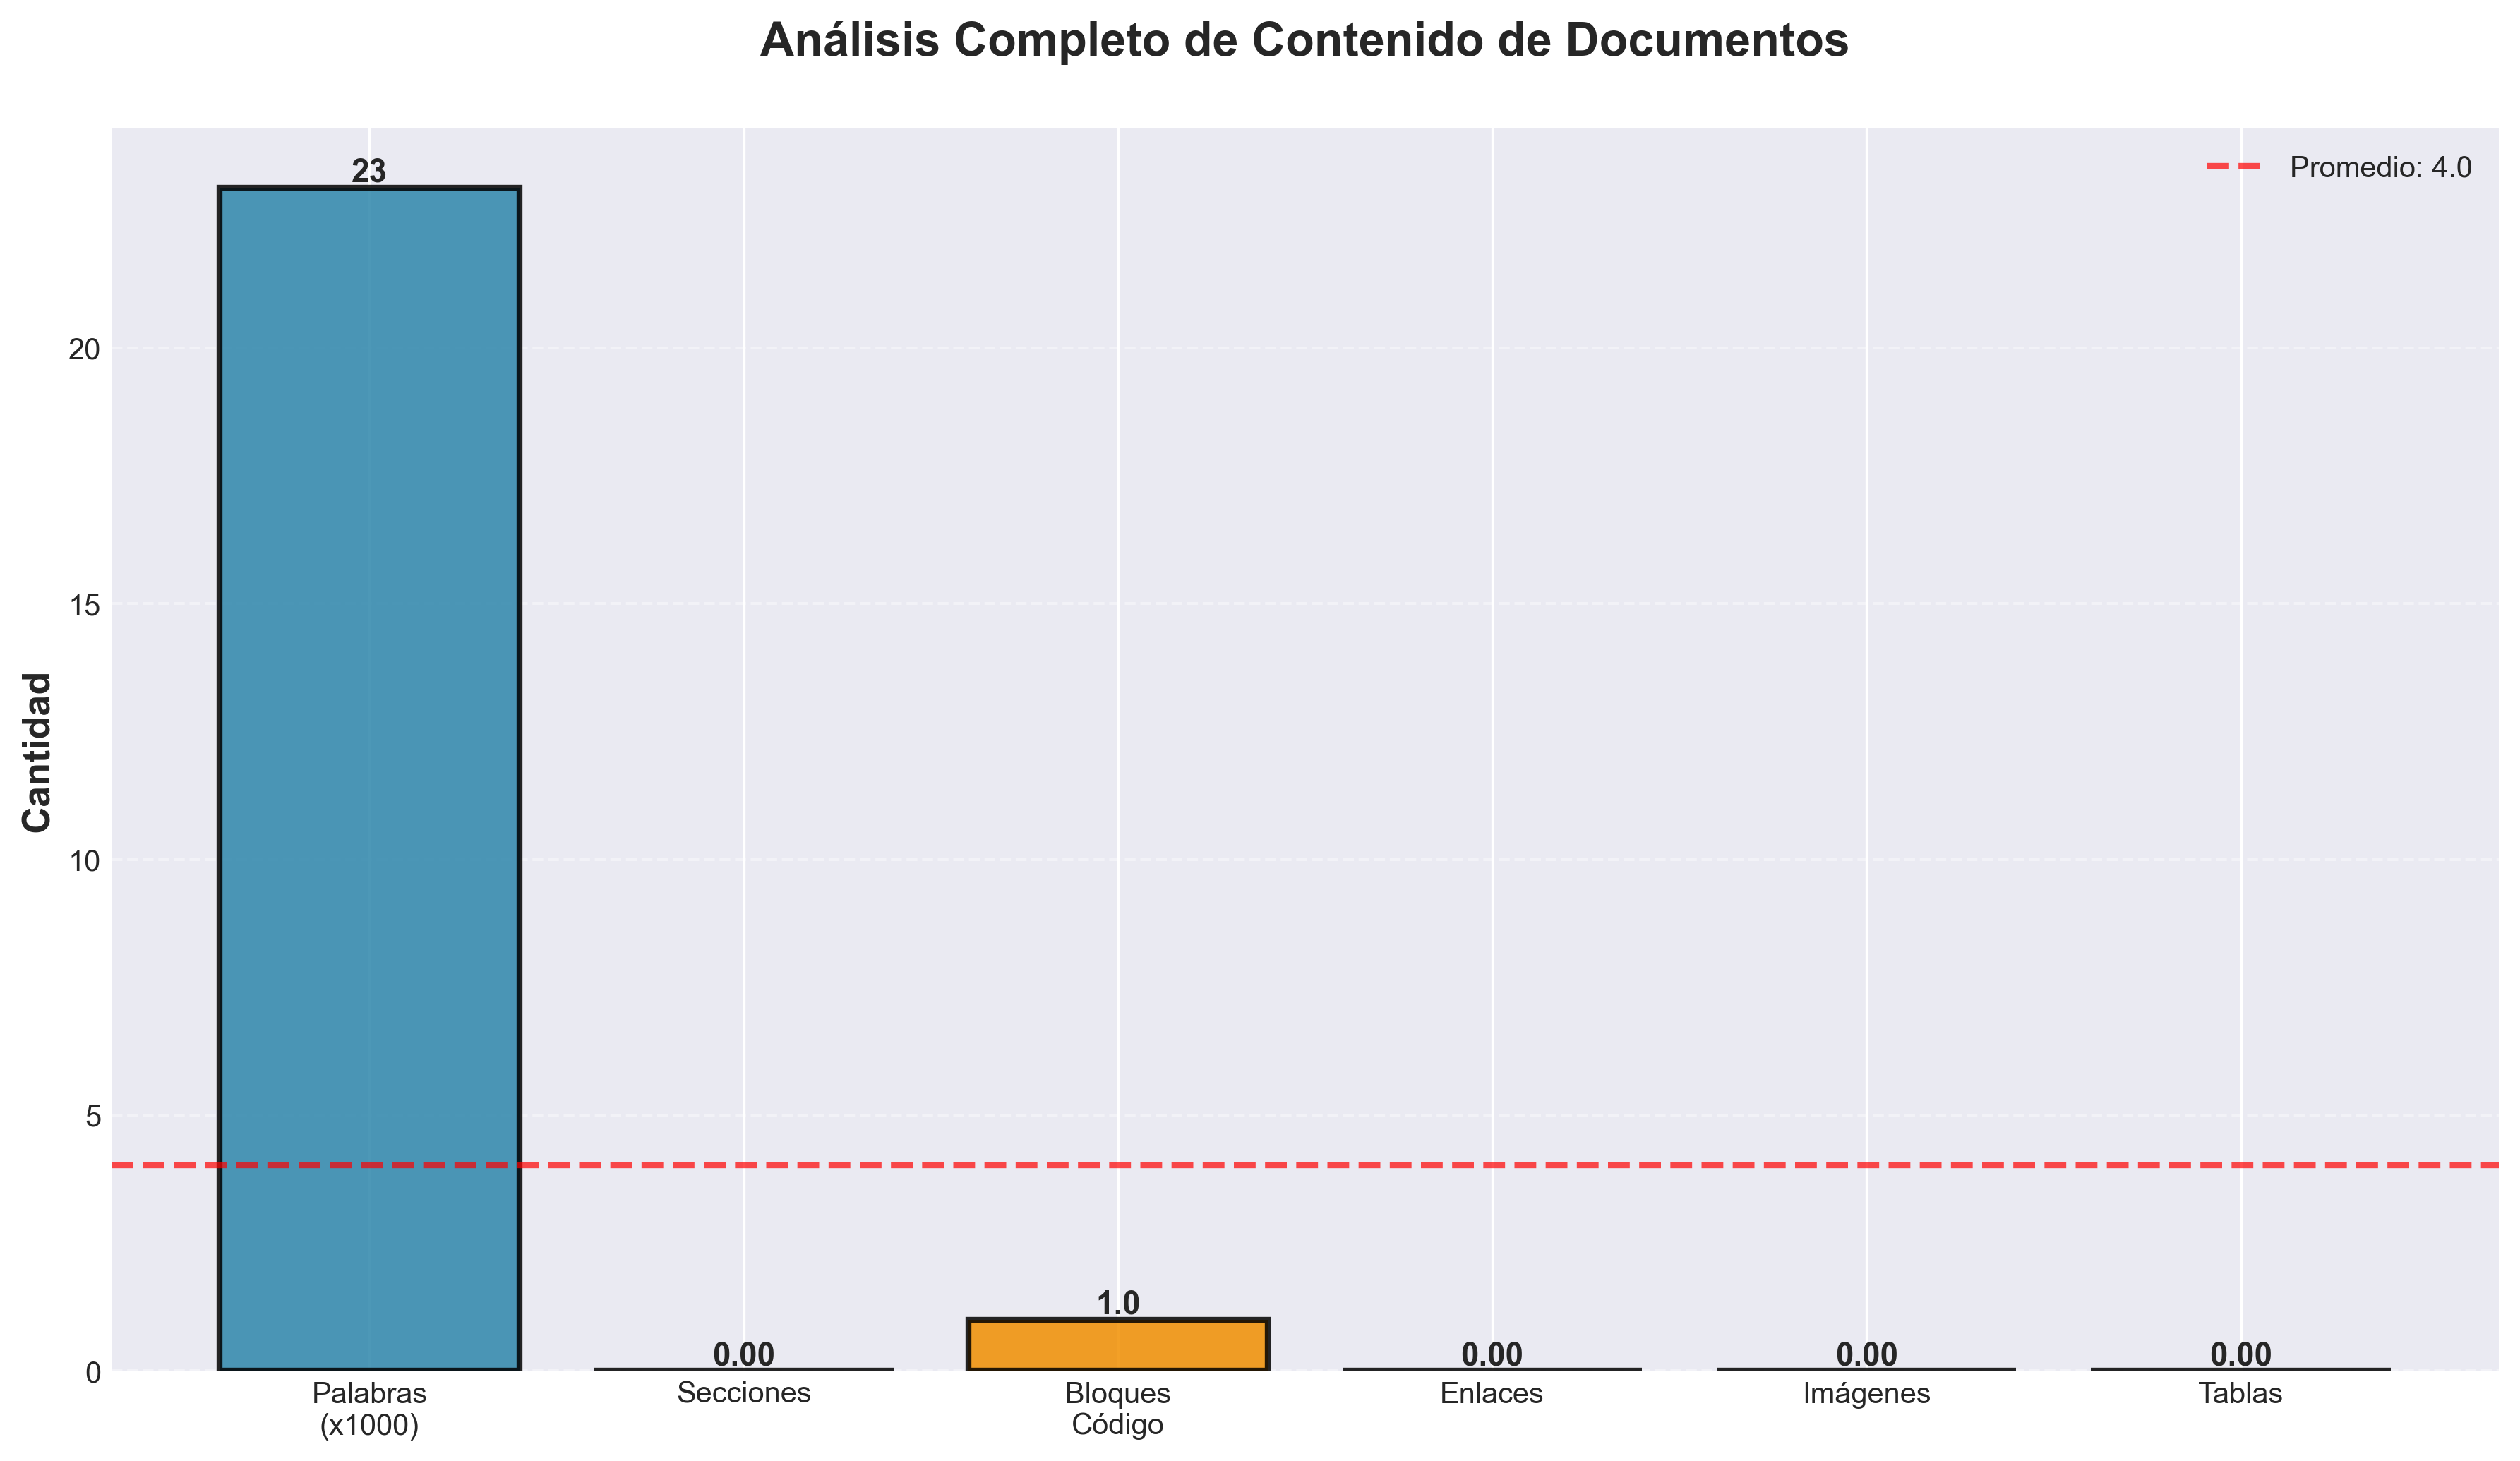 Análisis Completo de Contenido de Documentos
Promedio: 4.0
Cantidad
20
15
10
5
0
23
0.00
1.0
0.00
0.00
0.00
Palabras
(x1000)
Secciones
Bloques
Código
Enlaces
Imágenes
Tablas